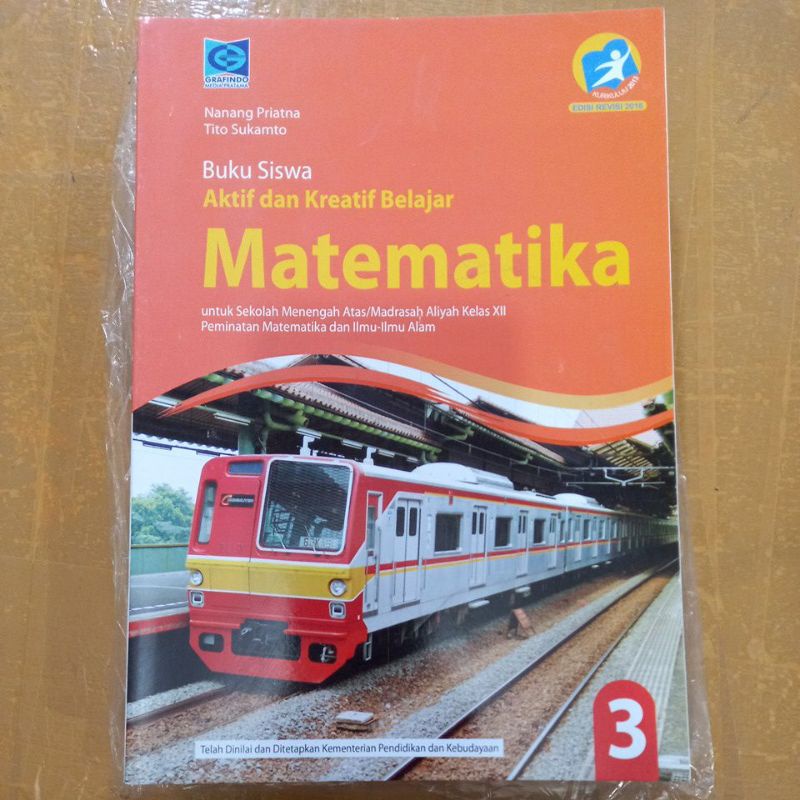 GRAFINDO
MEDIA PRATAMA
KURIKULUM 2013
EDISI REVISI 2016
Nanang Priatna
Tito Sukamto
Buku Siswa
Aktif dan Kreatif Belajar
Matematika
untuk Sekolah Menengah Atas/Madrasah Aliyah Kelas XII
Peminatan Matematika dan Ilmu-Ilmu Alam
3
Telah Dinilai dan Ditetapkan Kementerian Pendidikan dan Kebudayaan